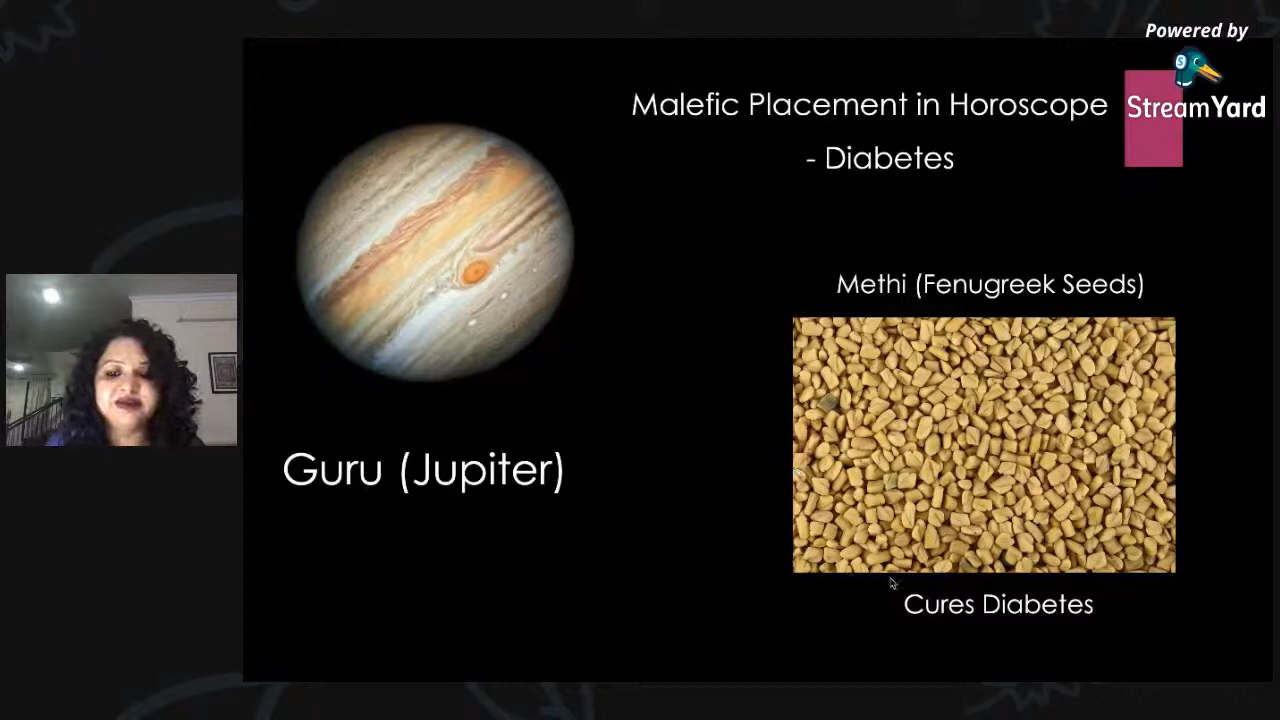 Powered by
StreamYard
Malefic Placement in Horoscope
- Diabetes
Methi (Fenugreek Seeds)
Guru (Jupiter)
Cures Diabetes